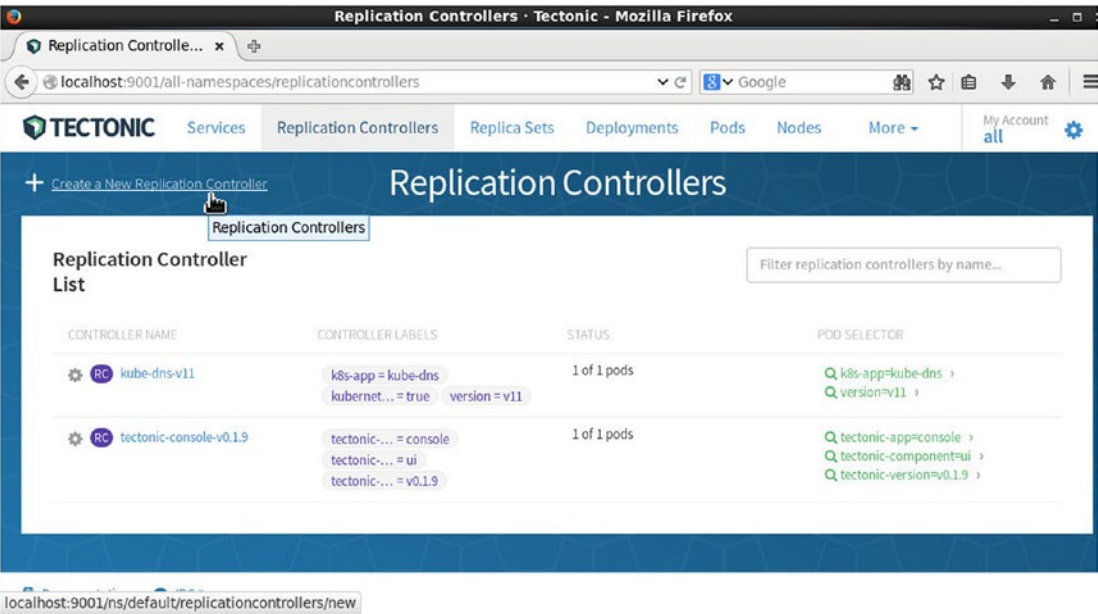 Replication Controllers · Tectonic - Mozilla Firefox
Replication Controlle... ×
localhost:9001/all-namespaces/replicationcontrollers
Google
TECTONIC Services Replication Controllers Replica Sets Deployments Pods Nodes More My Account all
+ Create a New Replication Controller
Replication Controllers
Replication Controllers
Replication Controller
List
Filter replication controllers by name...
CONTROLLER NAME CONTROLLER LABELS STATUS POD SELECTOR
RC kube-dns-v11 k8s-app = kube-dns 1 of 1 pods k8s-app=kube-dns ›
kubernet... = true version = v11 version=v11 ›
RC tectonic-console-v0.1.9 tectonic-... = console 1 of 1 pods tectonic-app=console ›
tectonic-... = ui tectonic-component=ui ›
tectonic-... = v0.1.9 tectonic-version=v0.1.9 ›
localhost:9001/ns/default/replicationcontrollers/new